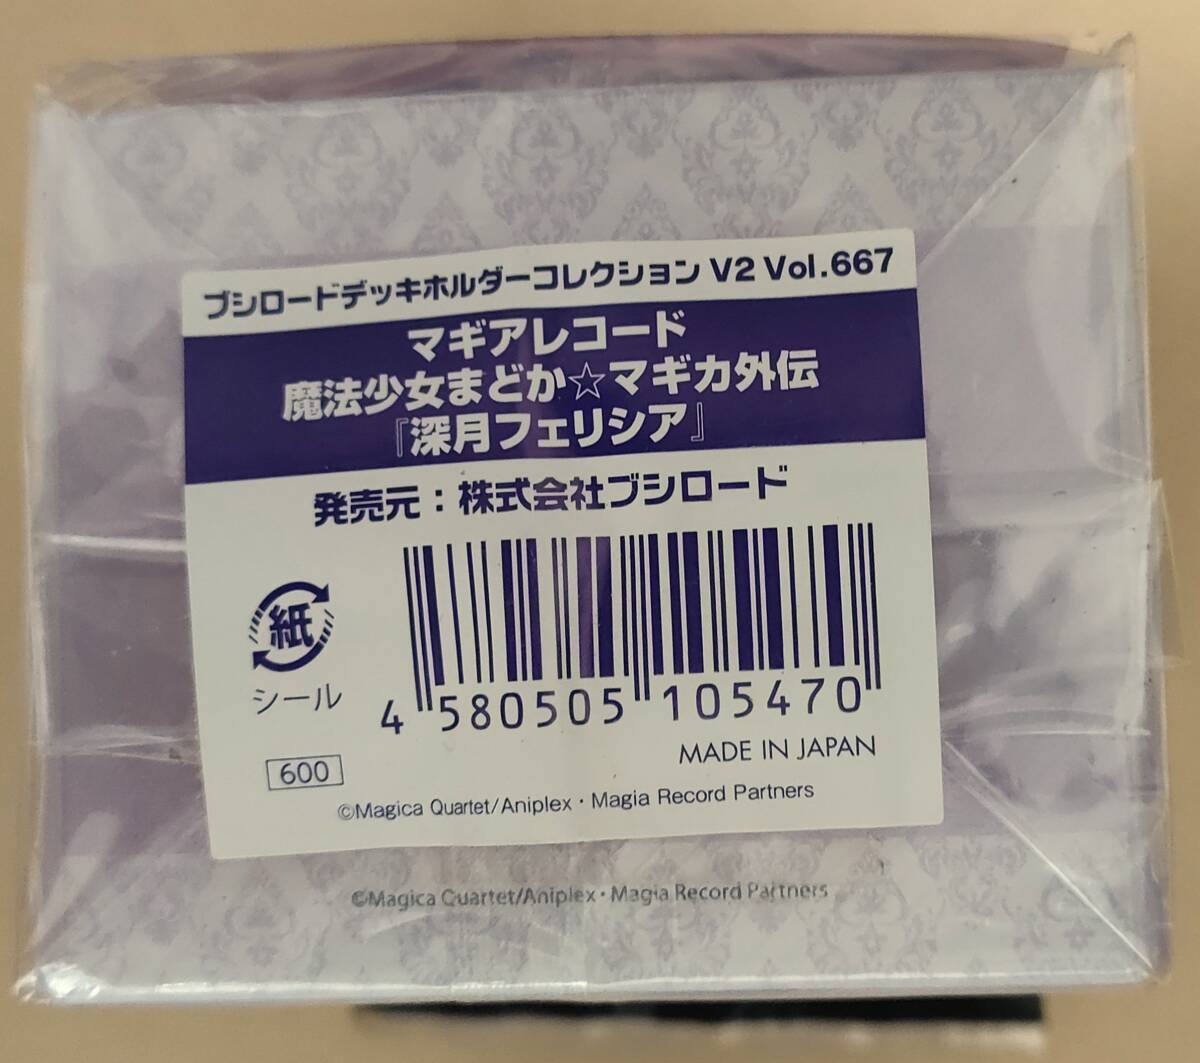 ブシロードデッキホルダーコレクション V2 Vol.667
マギアレコード
魔法少女まどか☆マギカ外伝
『深月フェリシア』
発売元：株式会社ブシロード
紙
シール
4 580505 105470
MADE IN JAPAN
600
©Magica Quartet/Aniplex・Magia Record Partners
©Magica Quartet/Aniplex・Magia Record Partners